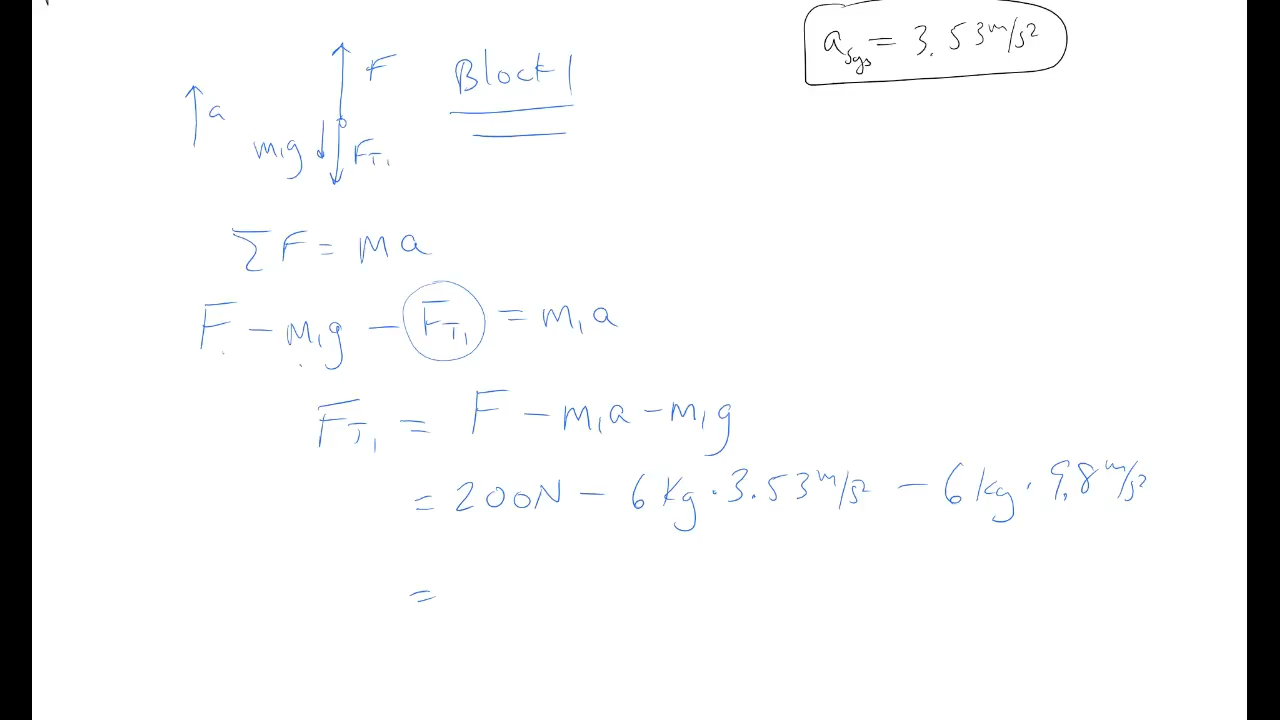 a_sys = 3.53 m/s²
F
Block 1
a
m₁g
F_T₁
ΣF = ma
F - m₁g - F_T₁ = m₁a
F_T₁ = F - m₁a - m₁g
= 200N - 6kg · 3.53 m/s² - 6kg · 9.8 m/s²
=